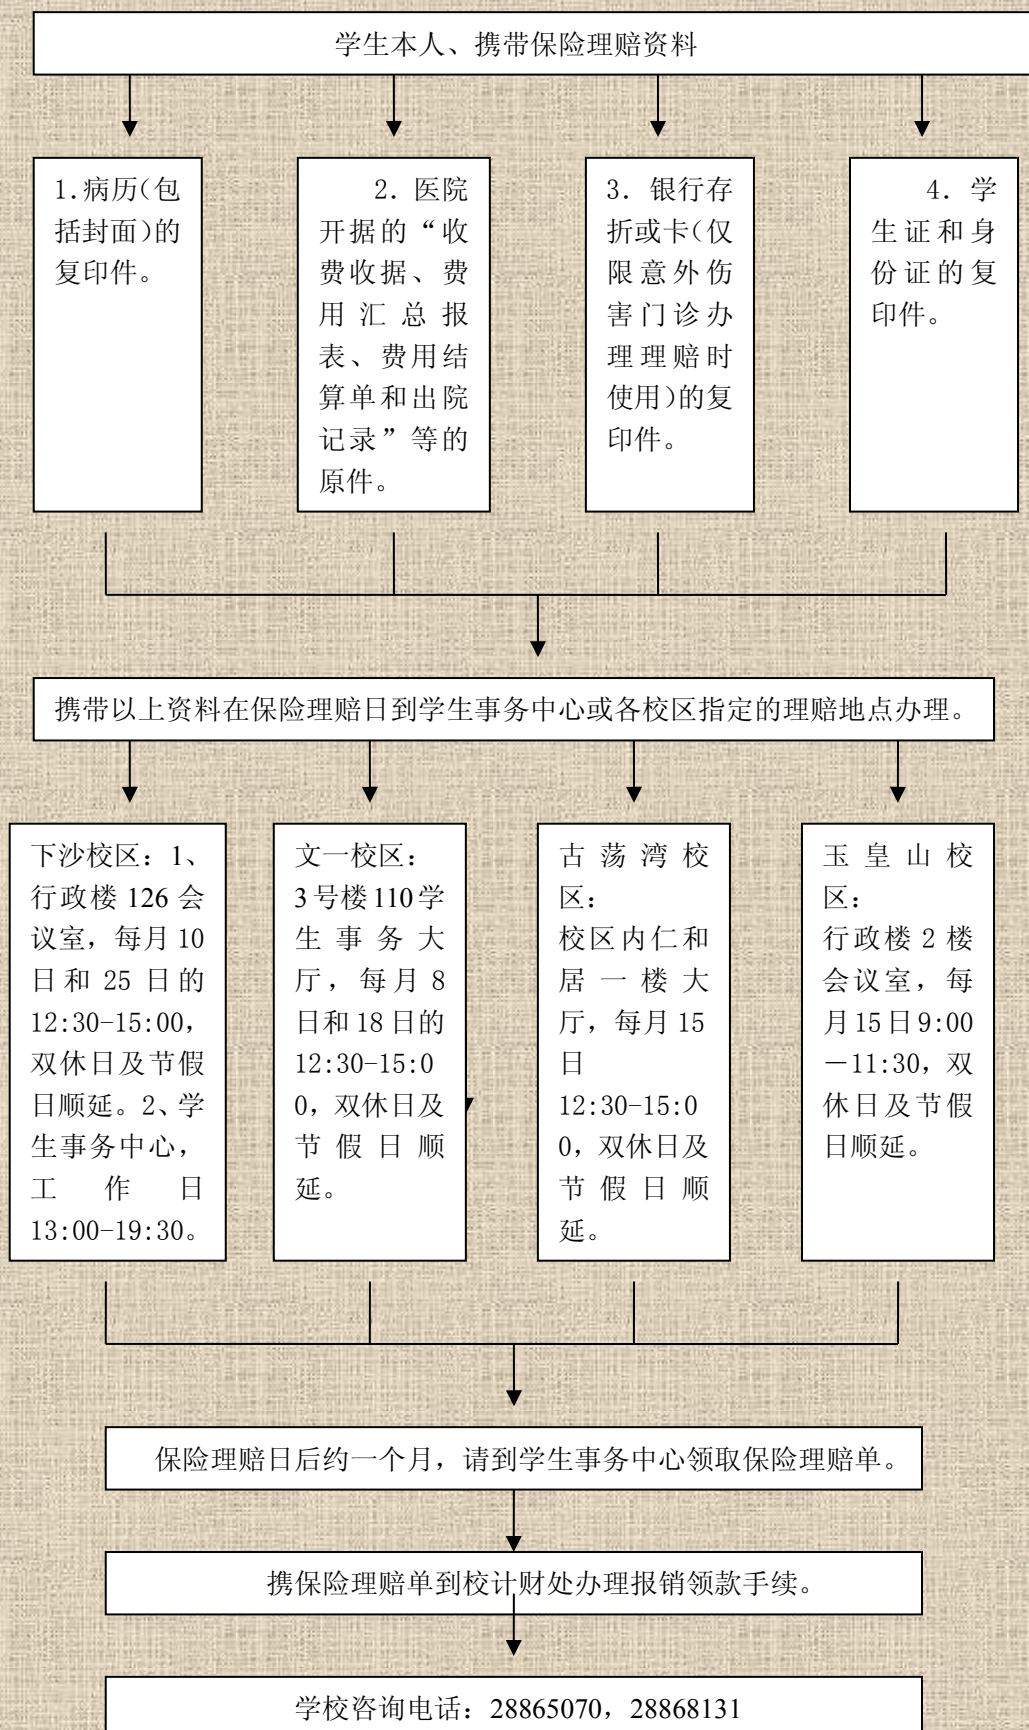 学生本人、携带保险理赔资料
1.病历(包
括封面)的
复印件。
2. 医院
开据的“收
费收据、费
用汇总报
表、费用结
算单和出院
记录”等的
原件。
3. 银行存
折或卡(仅
限意外伤
害门诊办
理理赔时
使用)的复
印件。
4. 学
生证和身
份证的复
印件。
携带以上资料在保险理赔日到学生事务中心或各校区指定的理赔地点办理。
下沙校区：1、
行政楼 126 会
议室，每月 10
日和 25 日的
12:30-15:00，
双休日及节假
日顺延。2、学
生事务中心，
工作日
13:00-19:30。
文一校区：
3号楼110学
生事务大
厅，每月 8
日和18日的
12:30-15:0
0，双休日及
节假日顺
延。
古荡湾校
区：
校区内仁和
居一楼大
厅，每月 15
日
12:30-15:0
0，双休日及
节假日顺
延。
玉皇山校
区：
行政楼 2 楼
会议室，每
月15日9:00
－11:30，双
休日及节假
日顺延。
保险理赔日后约一个月，请到学生事务中心领取保险理赔单。
携保险理赔单到校计财处办理报销领款手续。
学校咨询电话：28865070，28868131